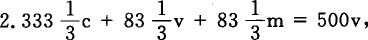 2.333 1/3 c + 83 1/3 v + 83 1/3 m = 500v,